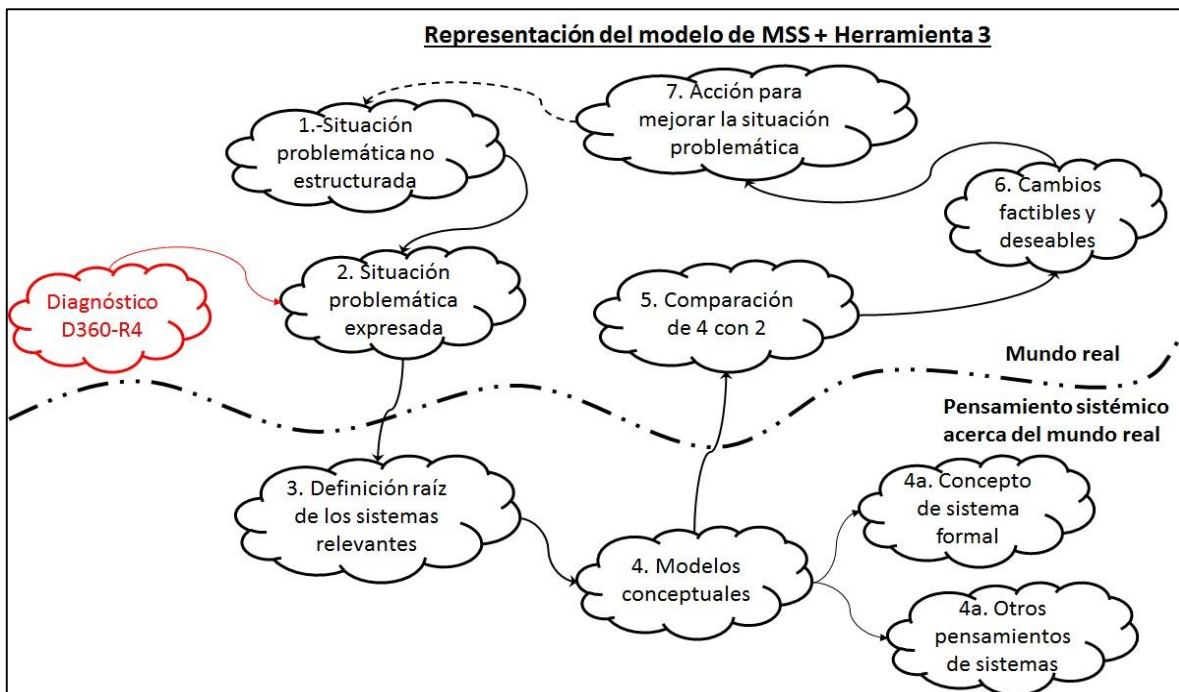 Representación del modelo de MSS + Herramienta 3
7. Acción para
mejorar la situación
problemática
1.-Situación
problemática no
estructurada
6. Cambios
factibles y
deseables
2. Situación
problemática
expresada
Diagnóstico
D360-R4
5. Comparación
de 4 con 2
Mundo real
Pensamiento sistémico
acerca del mundo real
3. Definición raíz
de los sistemas
relevantes
4a. Concepto
de sistema
formal
4. Modelos
conceptuales
4a. Otros
pensamientos
de sistemas